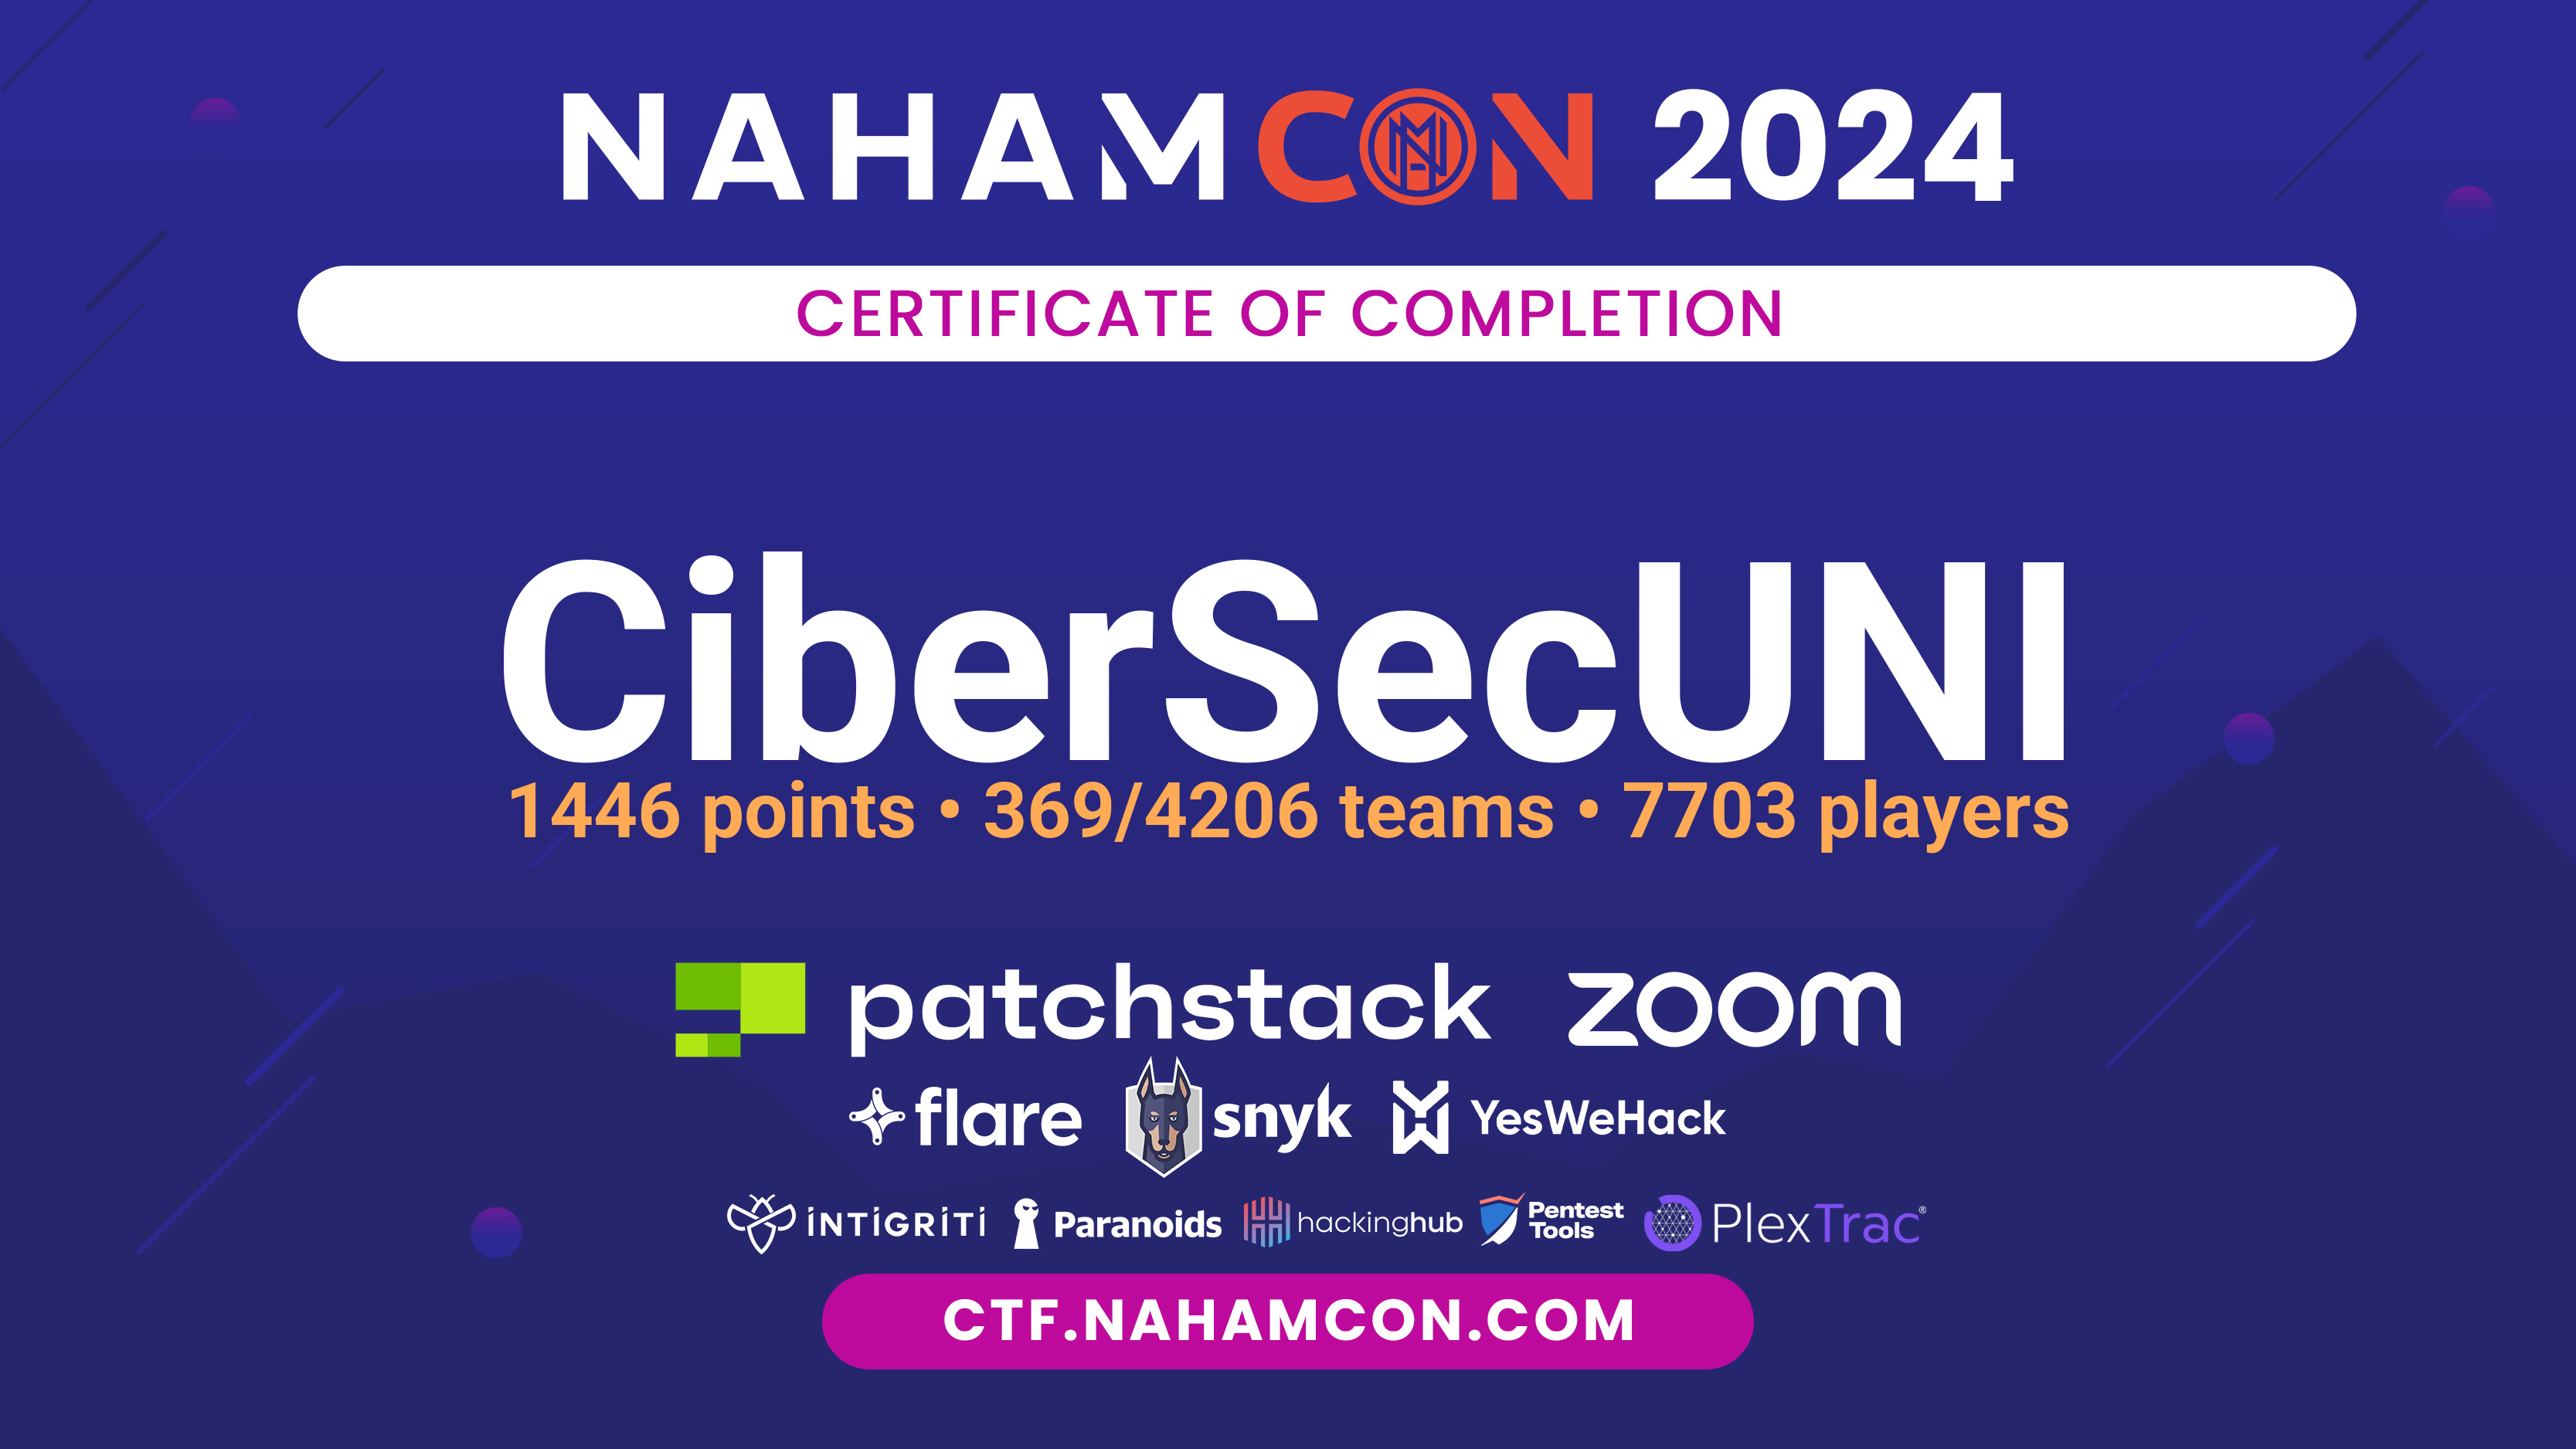 NAHAMCON 2024
CERTIFICATE OF COMPLETION
CiberSecUNI
1446 points • 369/4206 teams • 7703 players
patchstack zoom
flare snyk YesWeHack
INTIGRITI Paranoids hackinghub Pentest Tools PlexTrac®
CTF.NAHAMCON.COM